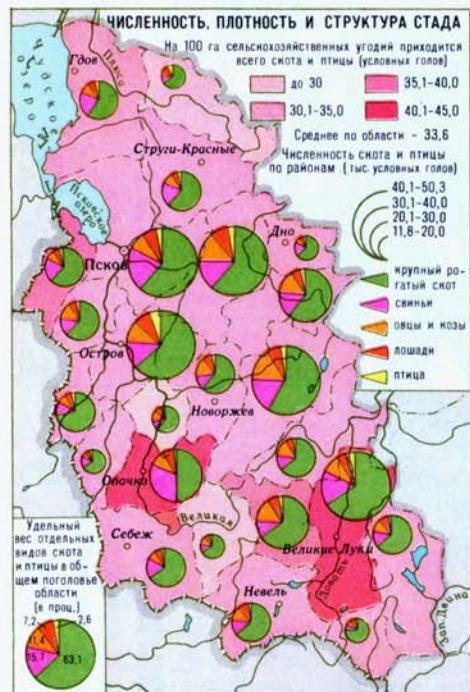 ЧИСЛЕННОСТЬ, ПЛОТНОСТЬ И СТРУКТУРА СТАДА
На 100 га сельскохозяйственных угодий приходится
всего скота и птицы (условных голов)
до 30
35,1-40,0
30,1-35,0
40,1-45,0
Среднее по области - 33,6
Численность скота и птицы
по районам (тыс. условных голов)
40,1-50,3
30,1-40,0
20,1-30,0
11,6-20,0
крупный ро-
гатый скот
свиньи
овцы и козы
лошади
птица
Чудское
озеро
Гдов
Плюсса
Струги-Красные
Псковское
озеро
Дно
Псков
Остров
Новоржев
Опочка
Великая
Себеж
Великие Луки
Ловать
Невель
Зап. Двина
Удельный
вес отдельных
видов скота
и птицы в об-
щем поголовье
области
(в проц.)
7,2
2,6
11,4
15,7
63,1